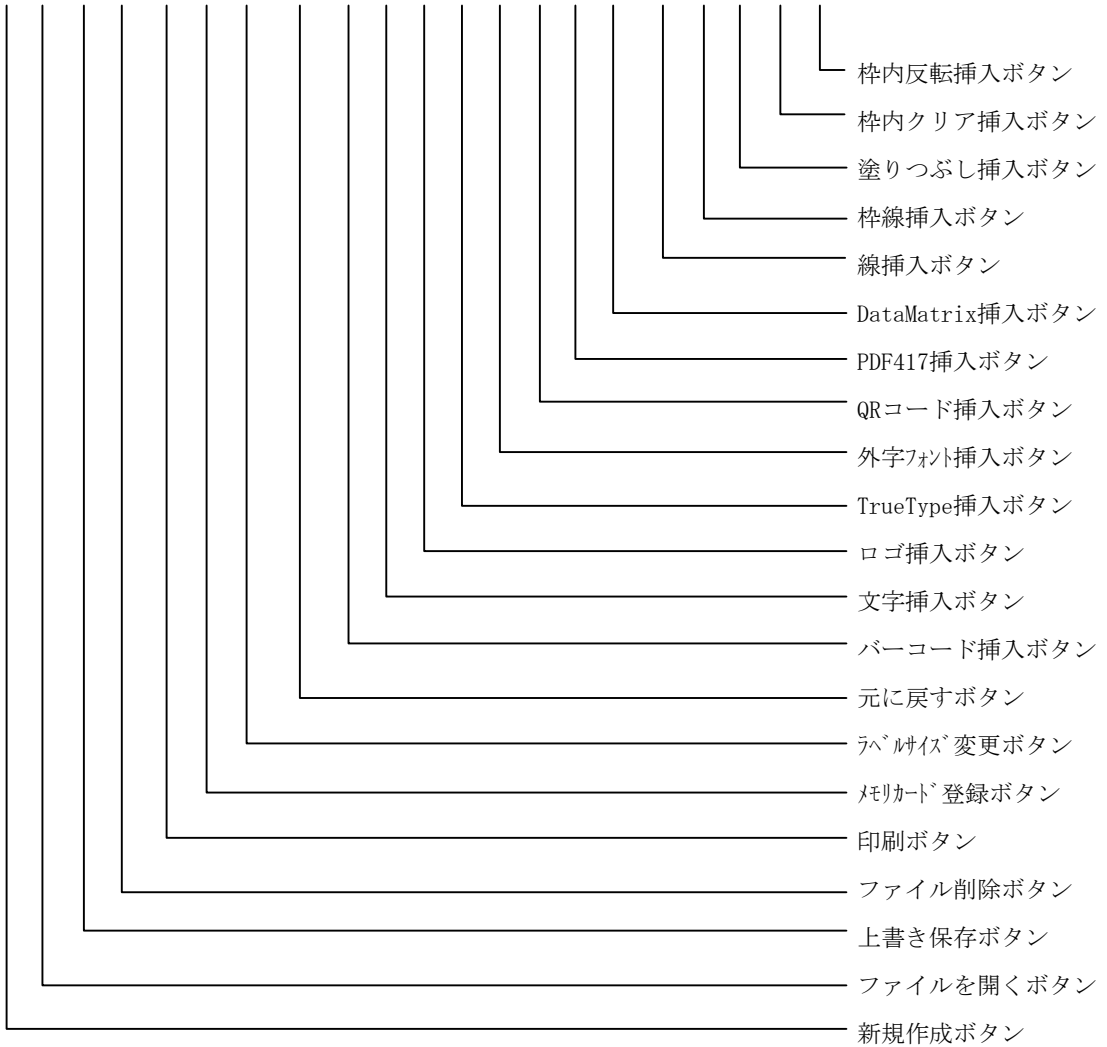 枠内反転挿入ボタン
枠内クリア挿入ボタン
塗りつぶし挿入ボタン
枠線挿入ボタン
線挿入ボタン
DataMatrix挿入ボタン
PDF417挿入ボタン
QRコード挿入ボタン
外字ﾌｫﾝﾄ挿入ボタン
TrueType挿入ボタン
ロゴ挿入ボタン
文字挿入ボタン
バーコード挿入ボタン
元に戻すボタン
ﾗﾍﾞﾙｻｲｽﾞ変更ボタン
ﾒﾓﾘｶｰﾄﾞ登録ボタン
印刷ボタン
ファイル削除ボタン
上書き保存ボタン
ファイルを開くボタン
新規作成ボタン